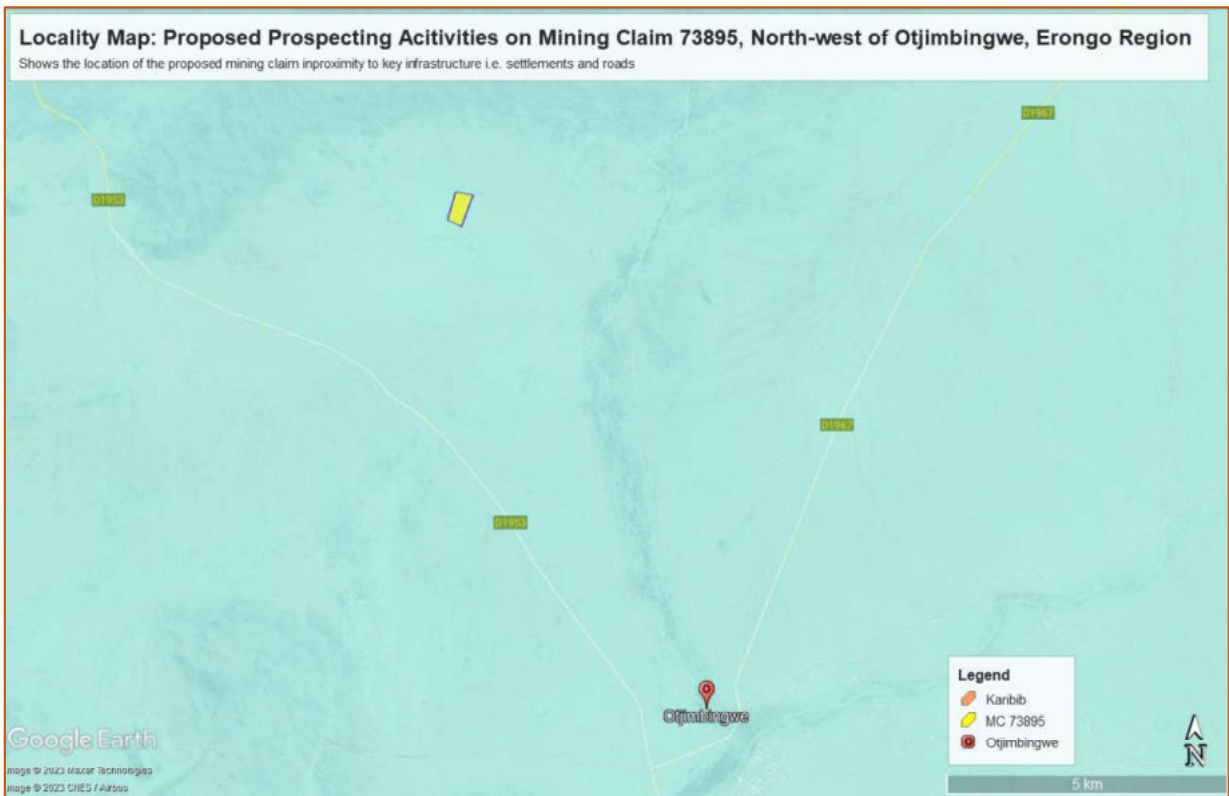 Locality Map: Proposed Prospecting Acitivities on Mining Claim 73895, North-west of Otjimbingwe, Erongo Region
Shows the location of the proposed mining claim inproximity to key infrastructure i.e. settlements and roads
D1967
D1953
D1967
D1953
Otjimbingwe
Legend
Karibib
MC 73895
Otjimbingwe
Google Earth
mage © 2023 Maxar Technologies
mage © 2023 CNES / Airbus
N
5 km